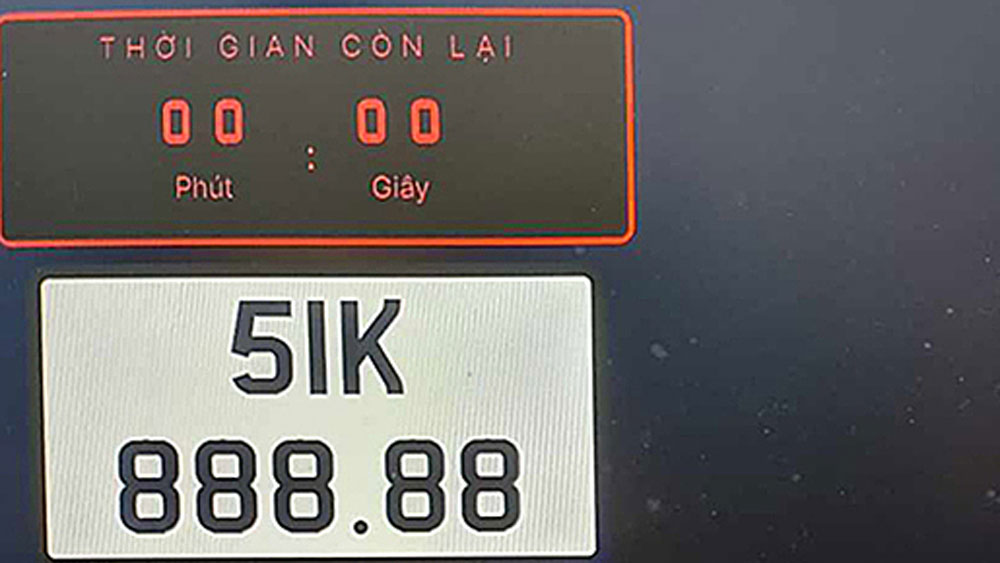 THỜI GIAN CÒN LẠI
00 : 00
Phút Giây
51K
888.88